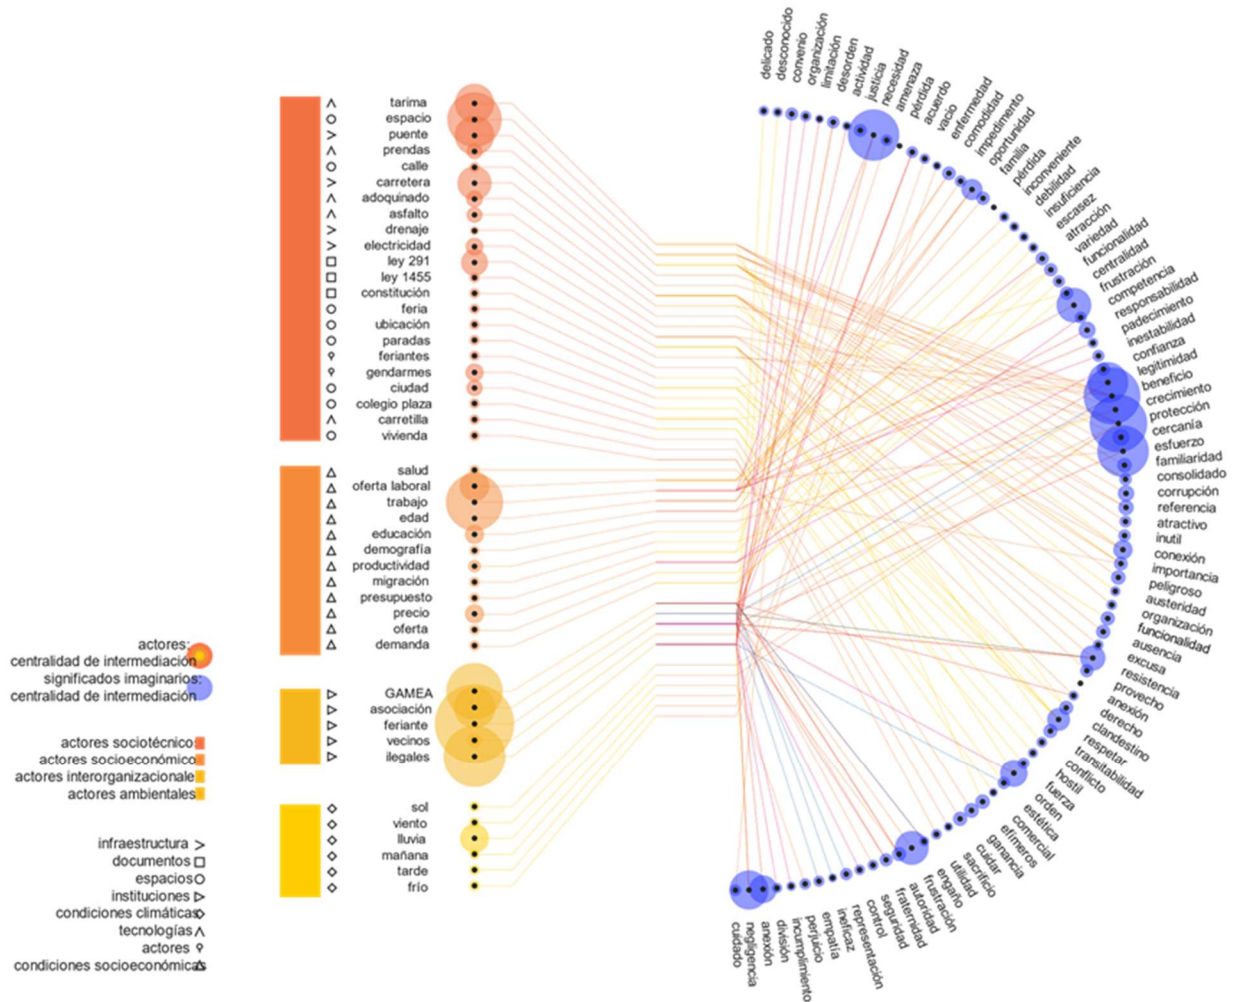 tarima
espacio
puente
prendas
calle
carretera
adoquinado
asfalto
drenaje
electricidad
ley 291
ley 1455
constitución
feria
ubicación
paradas
feriantes
gendarmes
ciudad
colegio plaza
carretilla
vivienda
salud
oferta laboral
trabajo
edad
educación
demografía
productividad
migración
presupuesto
precio
oferta
demanda
GAMEA
asociación
feriante
vecinos
ilegales
sol
viento
lluvia
mañana
tarde
frío
actores:
centralidad de intermediación
significados imaginarios:
centralidad de intermediación
actores sociotécnico
actores socioeconómico
actores interorganizacionale
actores ambientales
infraestructura
documentos
espacios
instituciones
condiciones climáticas
tecnologías
actores
condiciones socioeconómicas
delicado
desconocido
convenio
organización
limitación
desorden
actividad
justicia
necesidad
amenaza
pérdida
acuerdo
vacio
enfermedad
comodidad
impedimento
oportunidad
familia
pérdida
inconveniente
debilidad
insuficiencia
escasez
atracción
variedad
funcionalidad
centralidad
frustración
competencia
responsabilidad
padecimiento
inestabilidad
confianza
legitimidad
beneficio
crecimiento
protección
cercanía
esfuerzo
familiaridad
consolidado
corrupción
referencia
atractivo
inutil
conexión
importancia
peligroso
austeridad
organización
funcionalidad
ausencia
excusa
resistencia
provecho
anexión
derecho
clandestino
respetar
transitabilidad
conflicto
hostil
fuerza
orden
estética
comercial
efímeros
ganancia
cuidar
sacrificio
utilidad
engaño
frustración
autoridad
fraternidad
seguridad
control
representación
ineficaz
empatía
perjuicio
incumplimiento
división
anexión
negligencia
cuidado